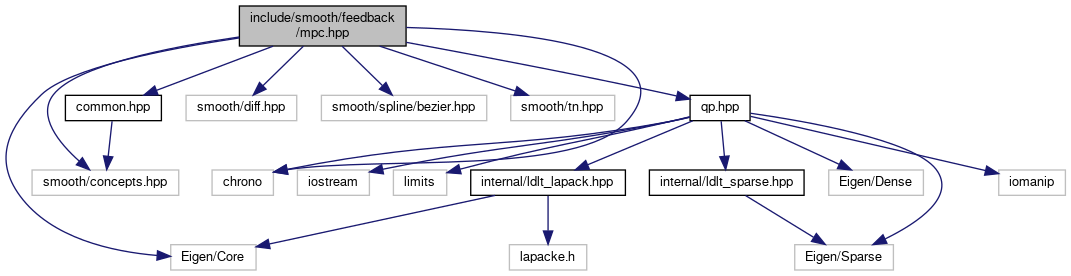 include/smooth/feedback
/mpc.hpp
common.hpp
smooth/diff.hpp
smooth/spline/bezier.hpp
smooth/tn.hpp
qp.hpp
smooth/concepts.hpp
chrono
iostream
limits
internal/ldlt_lapack.hpp
internal/ldlt_sparse.hpp
Eigen/Dense
iomanip
Eigen/Core
lapacke.h
Eigen/Sparse